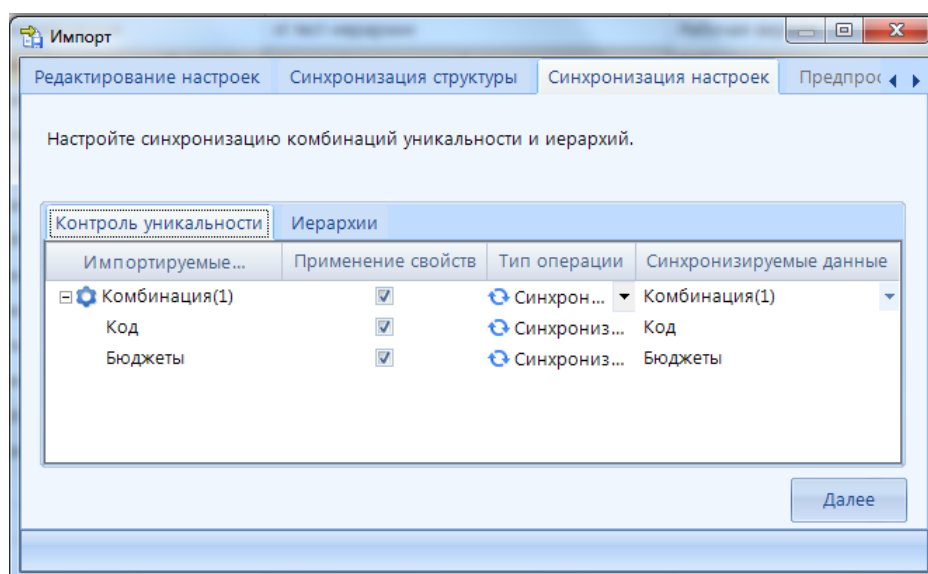 Импорт
Редактирование настроек Синхронизация структуры Синхронизация настроек Предпрос
Настройте синхронизацию комбинаций уникальности и иерархий.
Контроль уникальности Иерархии
Импортируемые... Применение свойств Тип операции Синхронизируемые данные
Комбинация(1) Синхрон... Комбинация(1)
Код Синхрониз... Код
Бюджеты Синхрониз... Бюджеты
Далее